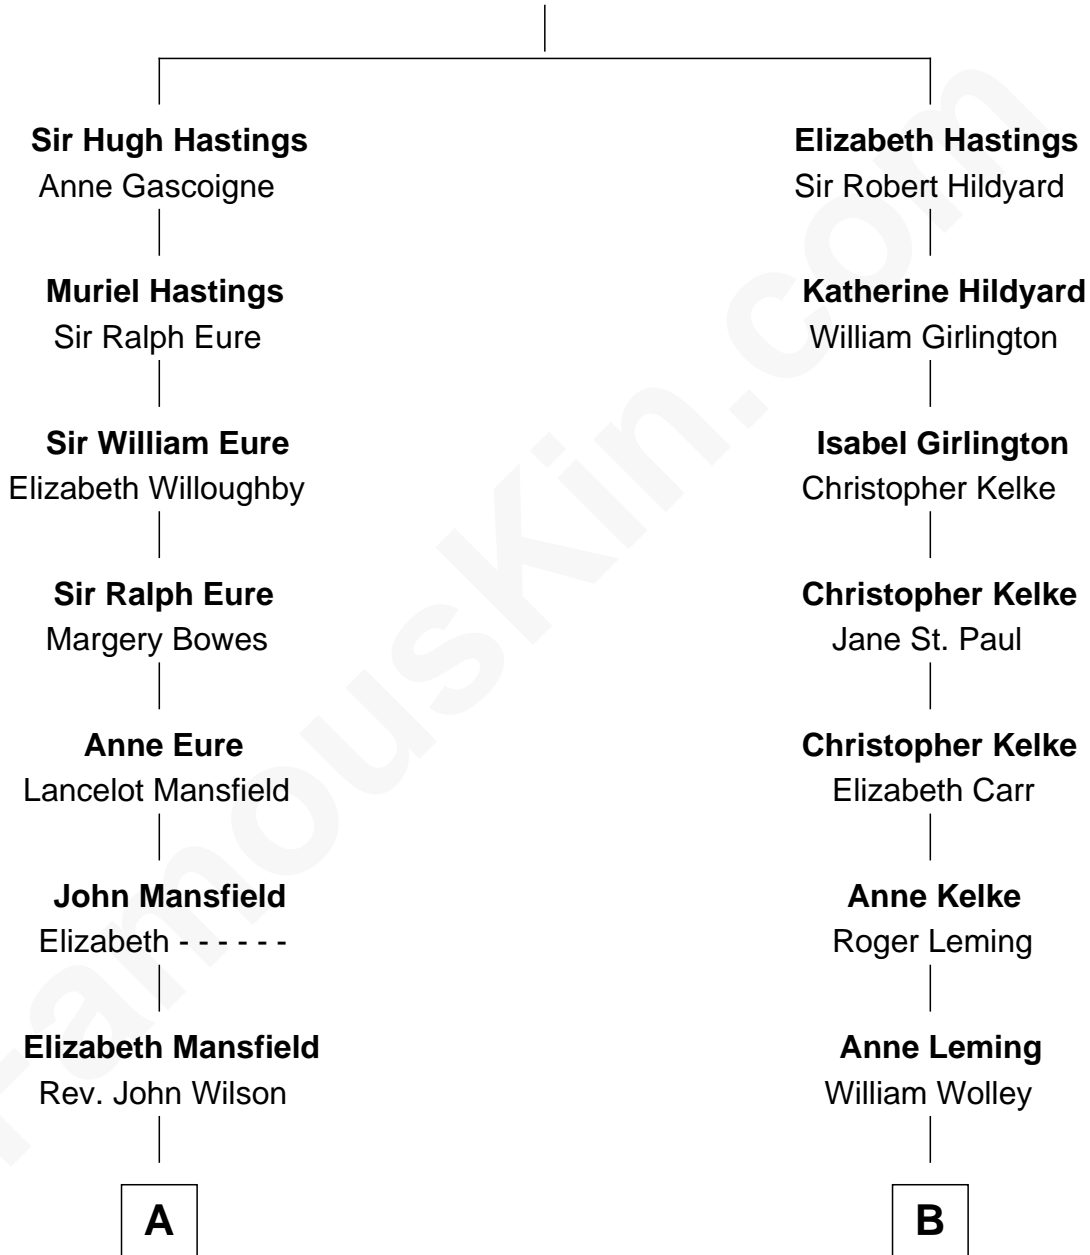 Sir Hugh Hastings
Anne Gascoigne
Elizabeth Hastings
Sir Robert Hildyard
Muriel Hastings
Sir Ralph Eure
Katherine Hildyard
William Girlington
Sir William Eure
Elizabeth Willoughby
Isabel Girlington
Christopher Kelke
Sir Ralph Eure
Margery Bowes
Christopher Kelke
Jane St. Paul
Anne Eure
Lancelot Mansfield
Christopher Kelke
Elizabeth Carr
John Mansfield
Elizabeth - - - - - -
Anne Kelke
Roger Leming
Elizabeth Mansfield
Rev. John Wilson
Anne Leming
William Wolley
A
B
FamousKin.com